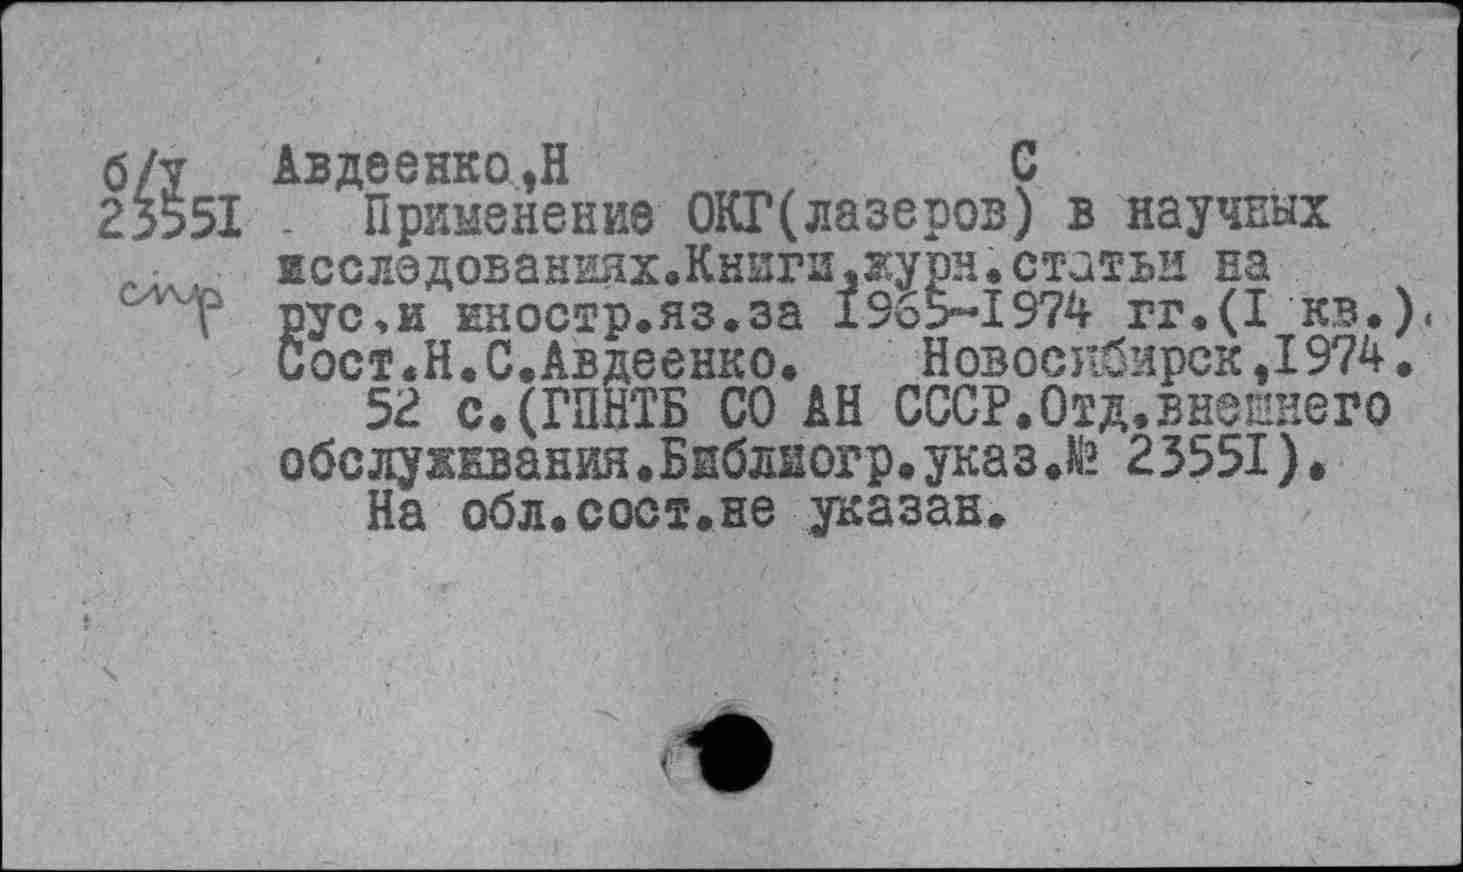 б/у Авдеенко,Н С
23551 Применение ОКГ(лазеров) в научных
исследованиях.Книги,журн.статьи на
рус,и иностр.яз.за 1965-1974 гг.(I кв.).
Сост.Н.С.Авдеенко. Новосибирск,1974.
52 с.(ГПНТБ СО АН СССР.Отд.внешнего
обслуживания.Библиогр.указ.№ 23551).
На обл.сост.не указан.